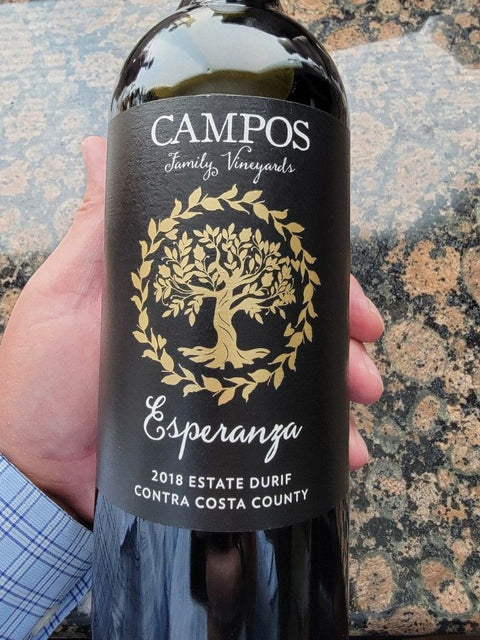 CAMPOS
Family Vineyards
Esperanza
2018 ESTATE DURIF
CONTRA COSTA COUNTY